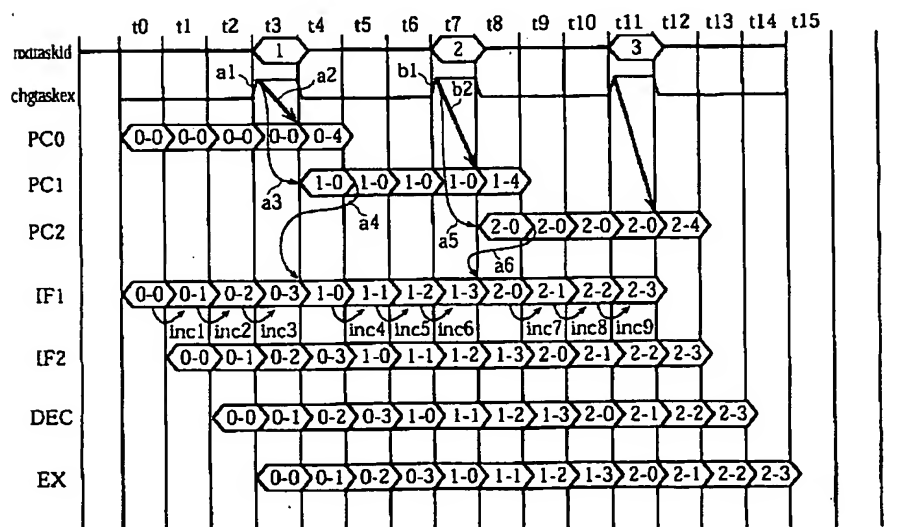 t0 t1 t2 t3 t4 t5 t6 t7 t8 t9 t10 t11 t12 t13 t14 t15
nxttaskid 1 2 3
a1 a2 b1 b2
chgtaskex
PC0 0-0 0-0 0-0 0-0 0-4
PC1 1-0 1-0 1-0 1-0 1-4
a3 a4
PC2 2-0 2-0 2-0 2-0 2-4
a5 a6
IF1 0-0 0-1 0-2 0-3 1-0 1-1 1-2 1-3 2-0 2-1 2-2 2-3
inc1 inc2 inc3 inc4 inc5 inc6 inc7 inc8 inc9
IF2 0-0 0-1 0-2 0-3 1-0 1-1 1-2 1-3 2-0 2-1 2-2 2-3
DEC 0-0 0-1 0-2 0-3 1-0 1-1 1-2 1-3 2-0 2-1 2-2 2-3
EX 0-0 0-1 0-2 0-3 1-0 1-1 1-2 1-3 2-0 2-1 2-2 2-3